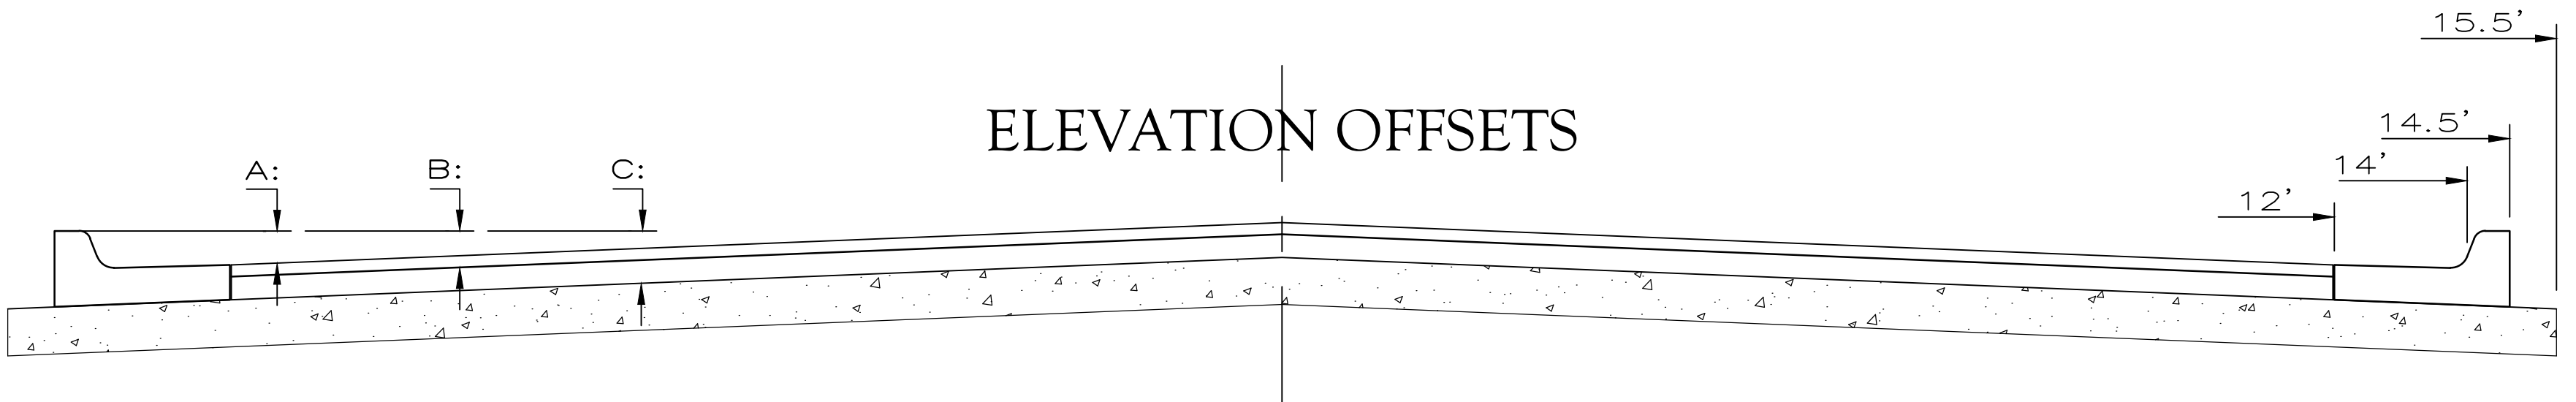 15.5’
ELEVATION OFFSETS
14.5’
A: B: C:
14’
12’